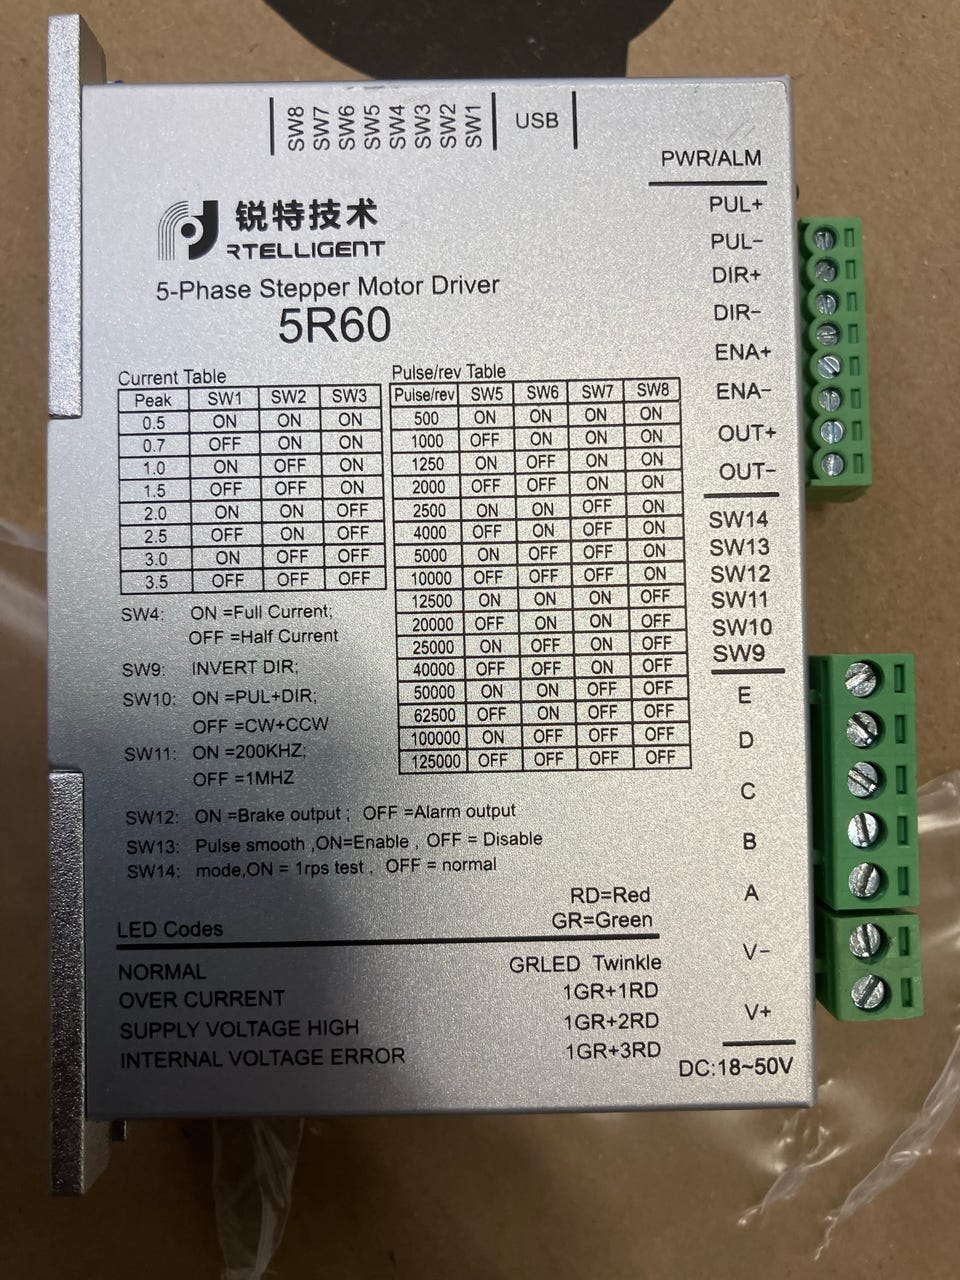 SW8 SW7 SW6 SW5 SW4 SW3 SW2 SW1 USB
PWR/ALM
锐特技术
RTELLIGENT
5-Phase Stepper Motor Driver
5R60
Current Table
Peak SW1 SW2 SW3
0.5 ON ON ON
0.7 OFF ON ON
1.0 ON OFF ON
1.5 OFF OFF ON
2.0 ON ON OFF
2.5 OFF ON OFF
3.0 ON OFF OFF
3.5 OFF OFF OFF
Pulse/rev Table
Pulse/rev SW5 SW6 SW7 SW8
500 ON ON ON ON
1000 OFF ON ON ON
1250 ON OFF ON ON
2000 OFF OFF ON ON
2500 ON ON OFF ON
4000 OFF ON OFF ON
5000 ON OFF OFF ON
10000 OFF OFF OFF ON
12500 ON ON ON OFF
20000 OFF ON ON OFF
25000 ON OFF ON OFF
40000 OFF OFF ON OFF
50000 ON ON OFF OFF
62500 OFF ON OFF OFF
100000 ON OFF OFF OFF
125000 OFF OFF OFF OFF
SW4: ON =Full Current;
OFF =Half Current
SW9: INVERT DIR;
SW10: ON =PUL+DIR;
OFF =CW+CCW
SW11: ON =200KHZ;
OFF =1MHZ
SW12: ON =Brake output ; OFF =Alarm output
SW13: Pulse smooth ,ON=Enable , OFF = Disable
SW14: mode,ON = 1rps test , OFF = normal
RD=Red
GR=Green
LED Codes
NORMAL GRLED Twinkle
OVER CURRENT 1GR+1RD
SUPPLY VOLTAGE HIGH 1GR+2RD
INTERNAL VOLTAGE ERROR 1GR+3RD
PUL+
PUL-
DIR+
DIR-
ENA+
ENA-
OUT+
OUT-
SW14
SW13
SW12
SW11
SW10
SW9
E
D
C
B
A
V-
V+
DC:18~50V